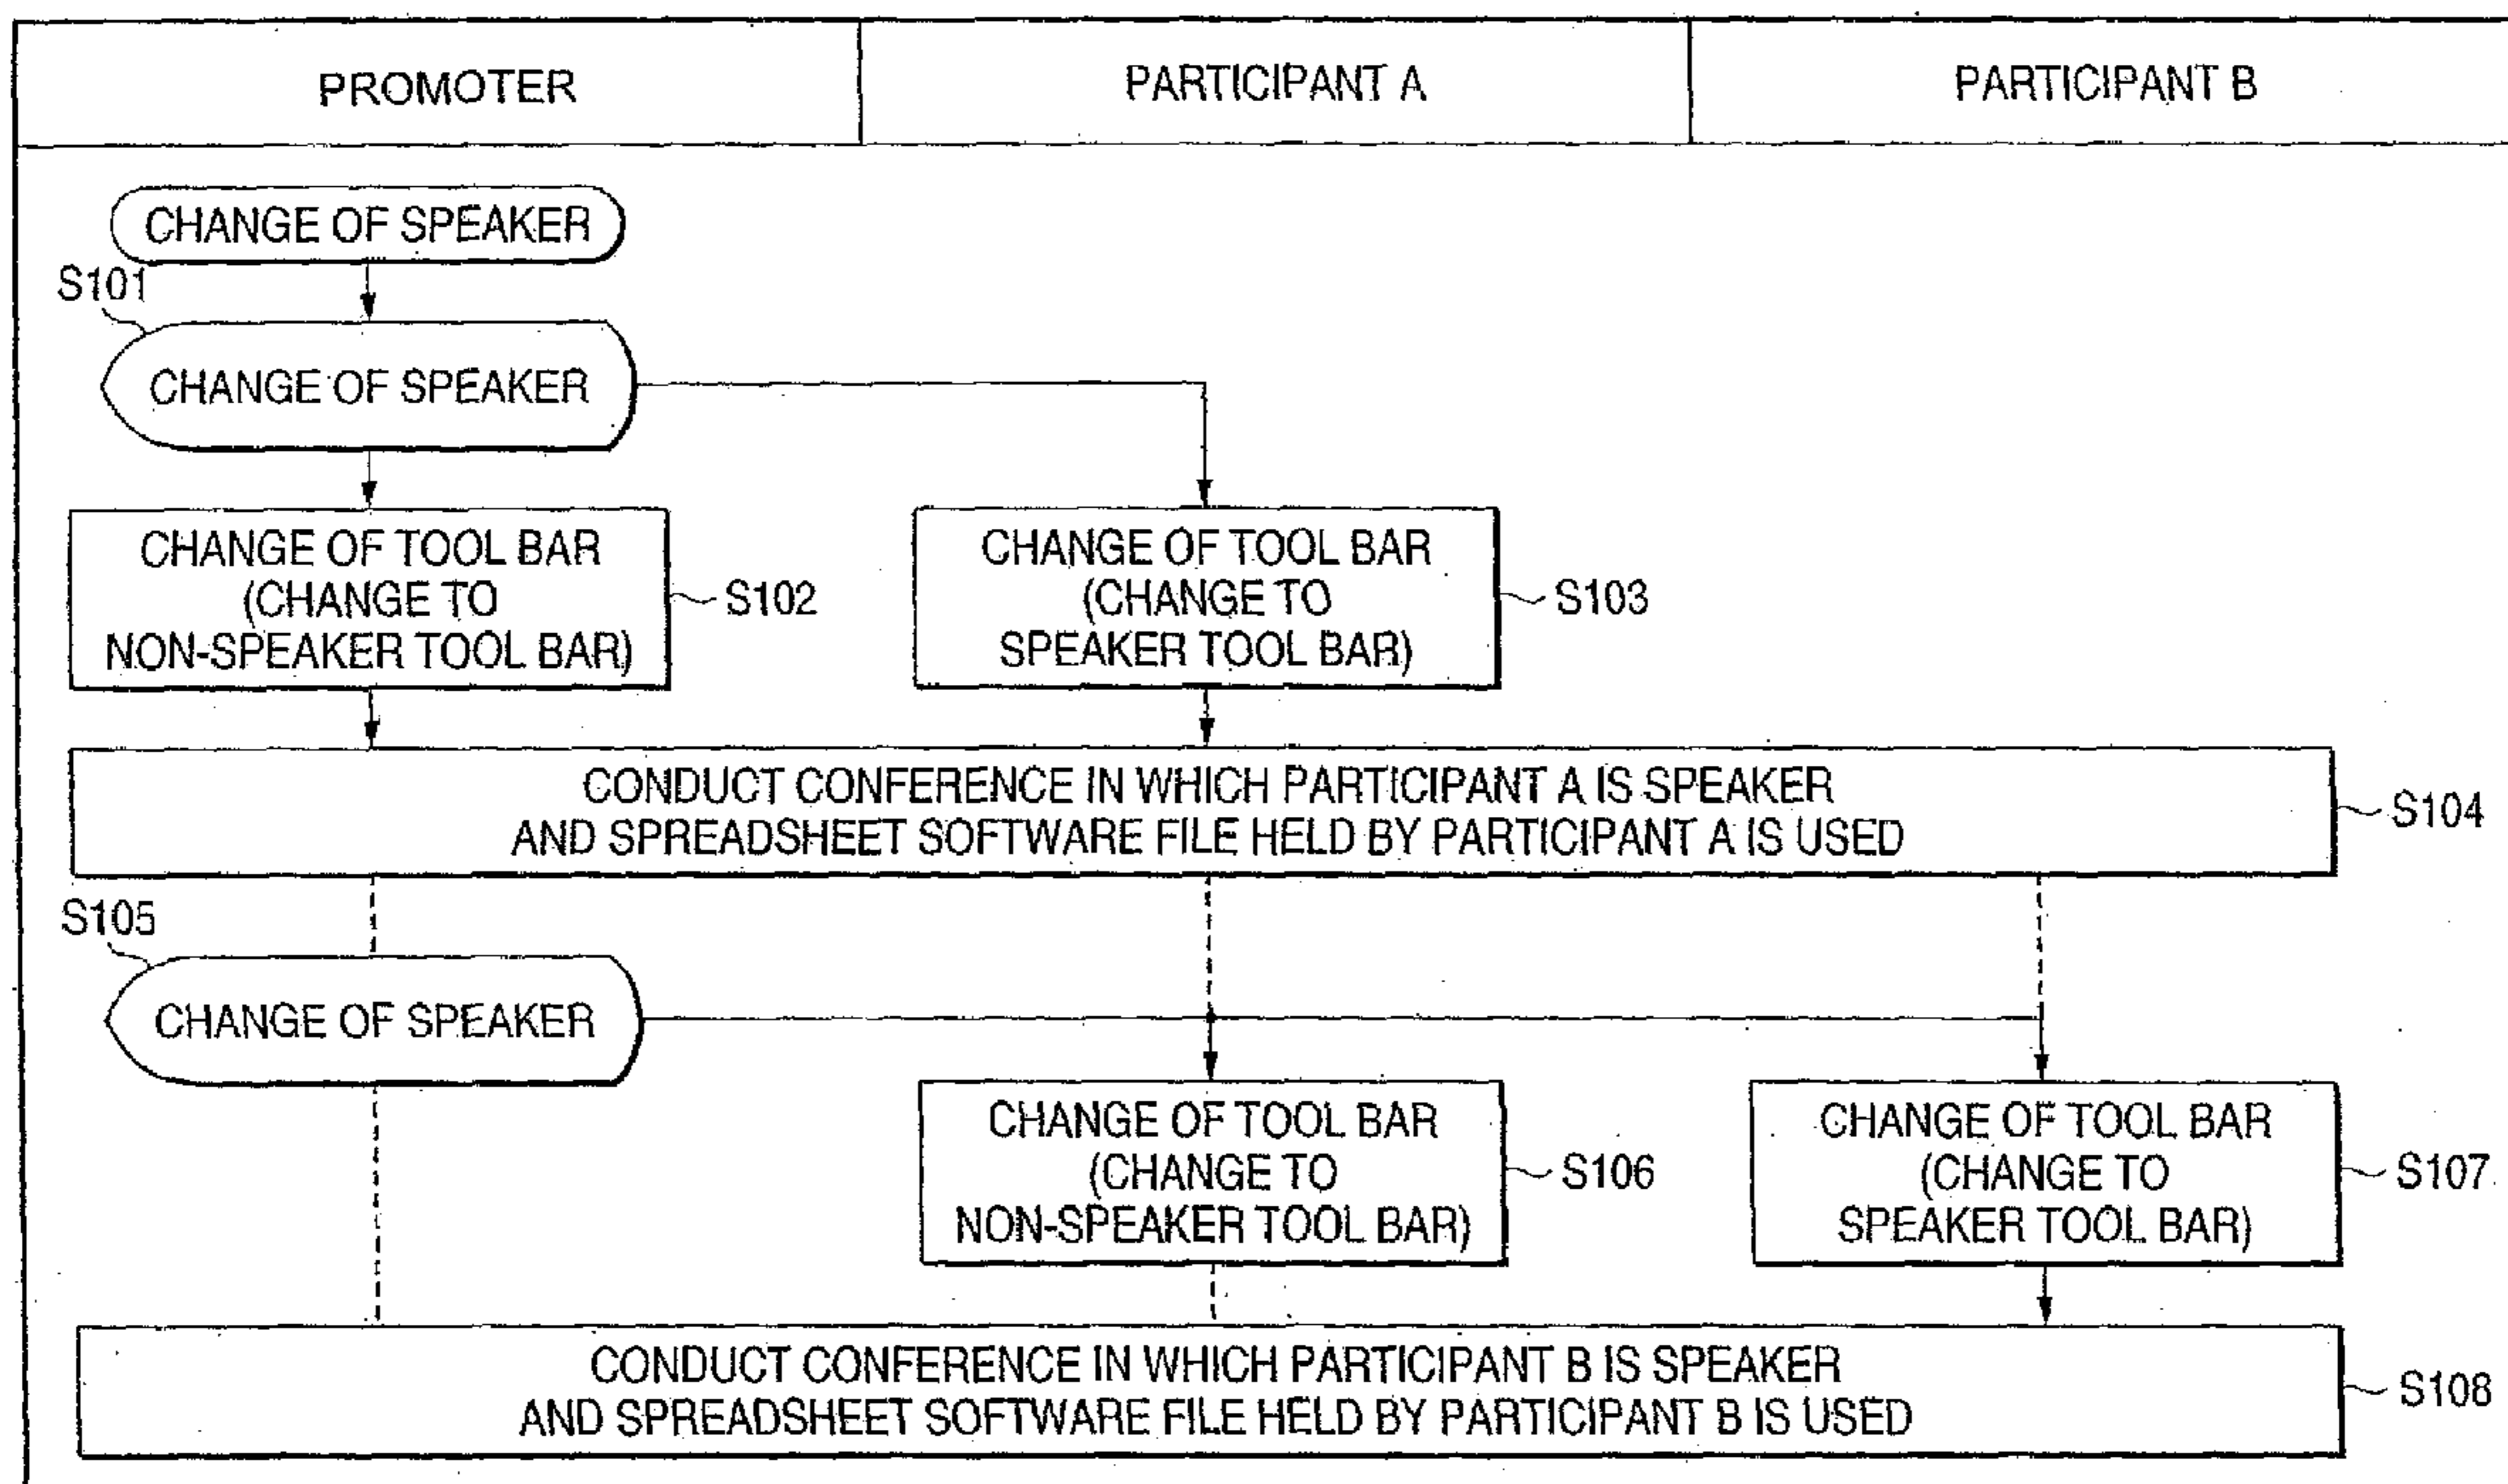 PROMOTER
PARTICIPANT A
PARTICIPANT B
CHANGE OF SPEAKER
S101
CHANGE OF SPEAKER
CHANGE OF TOOL BAR
(CHANGE TO
NON-SPEAKER TOOL BAR)
S102
CHANGE OF TOOL BAR
(CHANGE TO
SPEAKER TOOL BAR)
S103
CONDUCT CONFERENCE IN WHICH PARTICIPANT A IS SPEAKER
AND SPREADSHEET SOFTWARE FILE HELD BY PARTICIPANT A IS USED
S104
S105
CHANGE OF SPEAKER
CHANGE OF TOOL BAR
(CHANGE TO
NON-SPEAKER TOOL BAR)
S106
CHANGE OF TOOL BAR
(CHANGE TO
SPEAKER TOOL BAR)
S107
CONDUCT CONFERENCE IN WHICH PARTICIPANT B IS SPEAKER
AND SPREADSHEET SOFTWARE FILE HELD BY PARTICIPANT B IS USED
S108